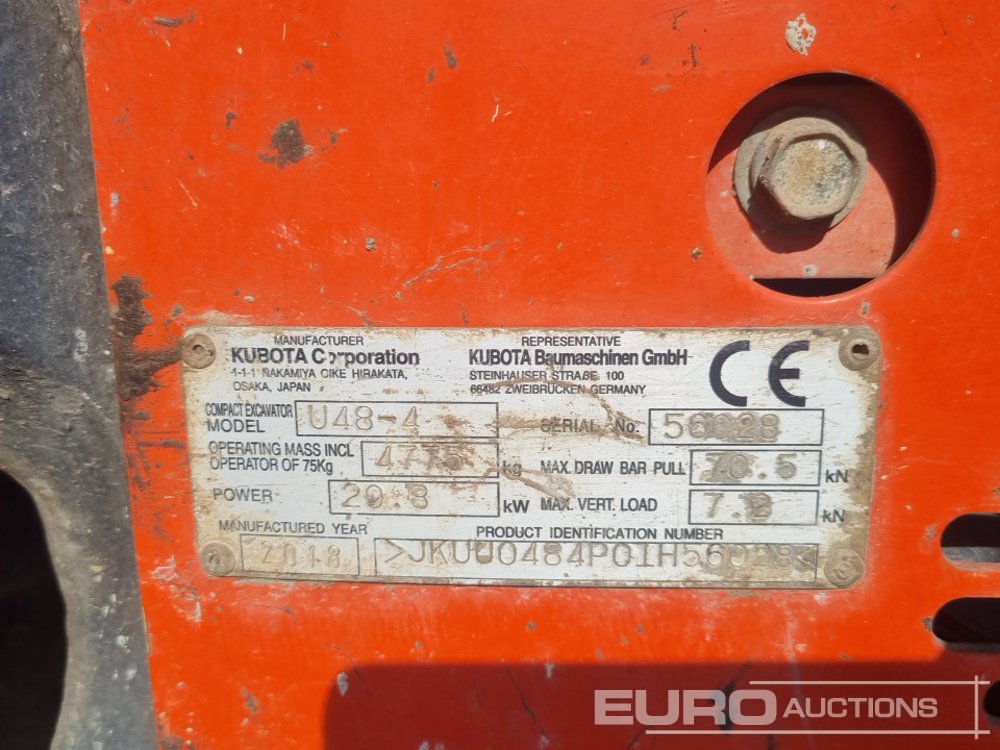 MANUFACTURER
KUBOTA Corporation
1-1-1 NAKAMIYA OIKE HIRAKATA,
OSAKA, JAPAN
REPRESENTATIVE
KUBOTA Baumaschinen GmbH
STEINHAUSER STRAßE 100
66482 ZWEIBRÜCKEN GERMANY
CE
COMPACT EXCAVATOR
MODEL U48-4
SERIAL No. 56028
OPERATING MASS INCL
OPERATOR OF 75Kg 4775 kg
MAX. DRAW BAR PULL 70.5 kN
POWER 29.8 kW
MAX. VERT. LOAD kN
MANUFACTURED YEAR
2018
PRODUCT IDENTIFICATION NUMBER
>JKUU0484P01H56028<
EURO AUCTIONS